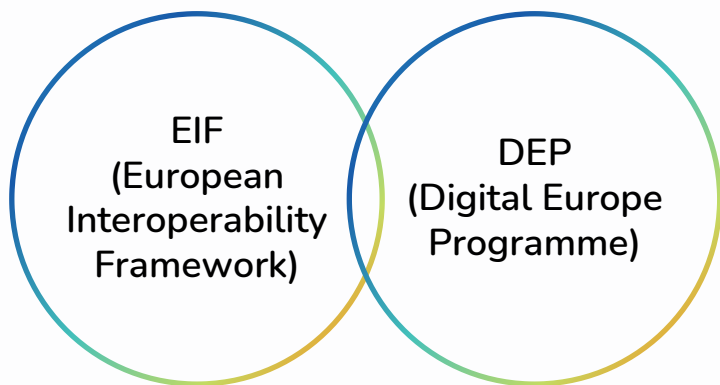 EIF
(European
Interoperability
Framework)
DEP
(Digital Europe
Programme)